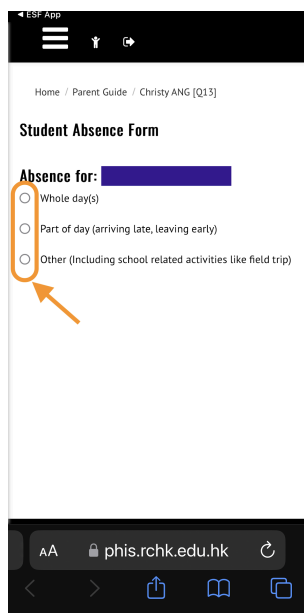 ◀ ESF App
Home / Parent Guide / Christy ANG [Q13]
Student Absence Form
Absence for:
Whole day(s)
Part of day (arriving late, leaving early)
Other (Including school related activities like field trip)
AA phis.rchk.edu.hk